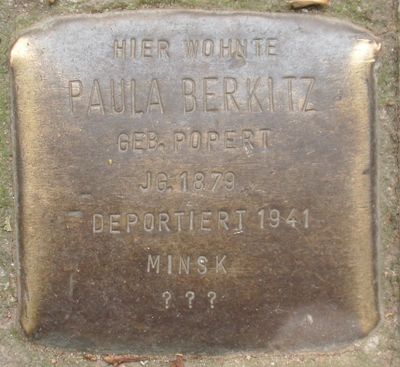 HIER WOHNTE
PAULA BERKITZ
GEB. POPERT
JG. 1879
DEPORTIERT 1941
MINSK
? ? ?